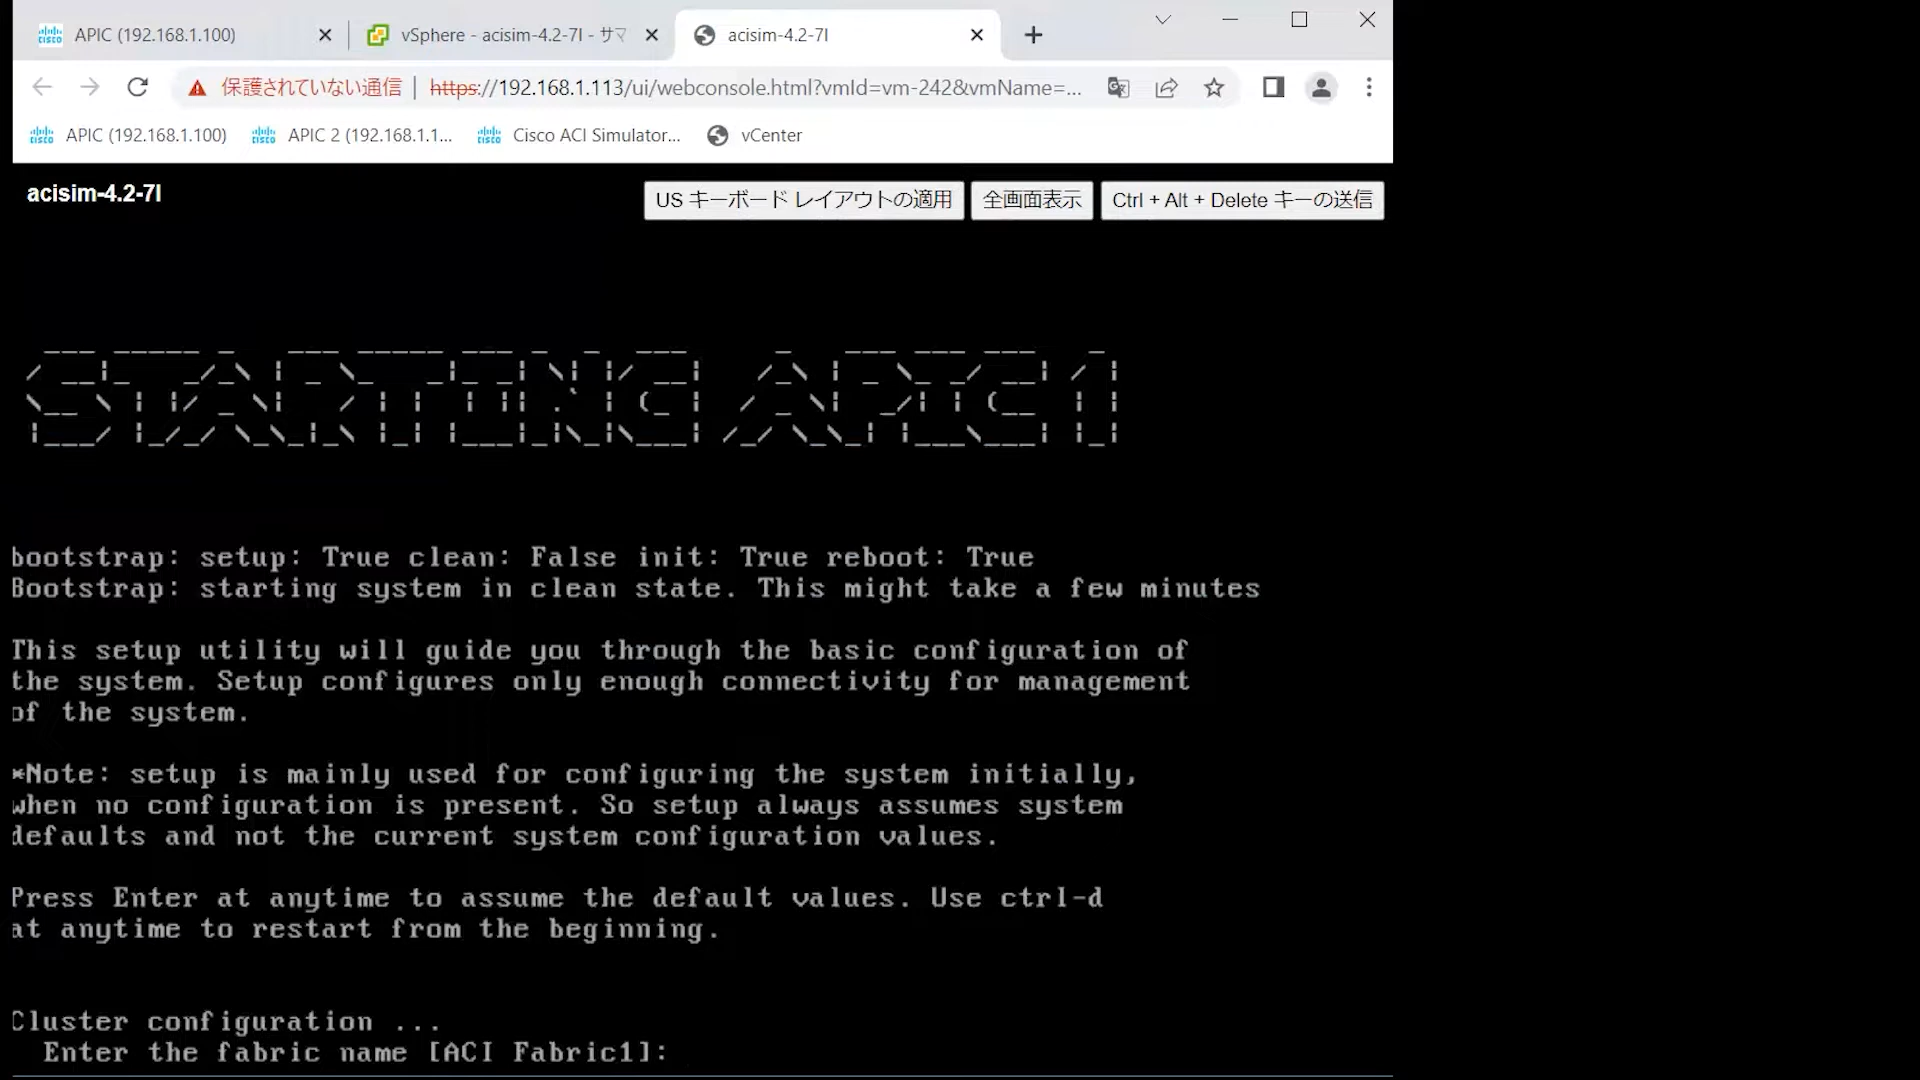 APIC (192.168.1.100)
vSphere - acisim-4.2-7l - サマ
acisim-4.2-7l
保護されていない通信 | https://192.168.1.113/ui/webconsole.html?vmId=vm-242&vmName=...
cisco APIC (192.168.1.100)
cisco APIC 2 (192.168.1.1...
cisco Cisco ACI Simulator...
vCenter
acisim-4.2-7l
US キーボード レイアウトの適用
全画面表示
Ctrl + Alt + Delete キーの送信
STARTING APIC 1
bootstrap: setup: True clean: False init: True reboot: True
Bootstrap: starting system in clean state. This might take a few minutes
This setup utility will guide you through the basic configuration of
the system. Setup configures only enough connectivity for management
of the system.
*Note: setup is mainly used for configuring the system initially,
when no configuration is present. So setup always assumes system
defaults and not the current system configuration values.
Press Enter at anytime to assume the default values. Use ctrl-d
at anytime to restart from the beginning.
Cluster configuration ...
Enter the fabric name [ACI Fabric1]: